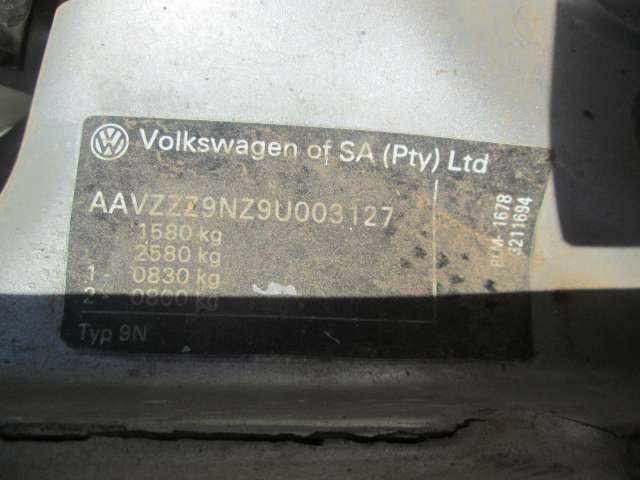 Volkswagen of SA (Pty) Ltd
AAVZZZ9NZ9U003127
1580 kg
2580 kg
1 - 0830 kg
2 - 0800 kg
Typ 9N
1678
3211694